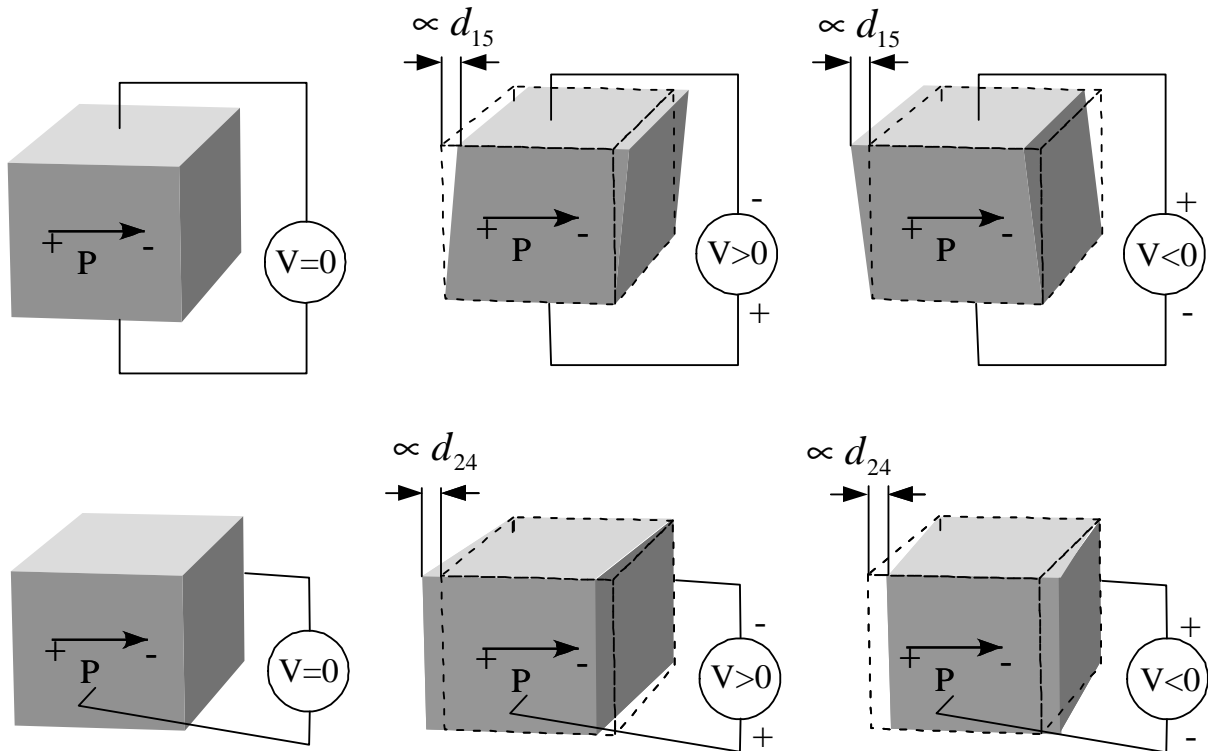 ∝ d₁₅
∝ d₁₅
+ P -
V=0
+ P -
-
V>0
+
+ P -
+
V<0
-
∝ d₂₄
∝ d₂₄
+ P -
V=0
+ P -
-
V>0
+
+ P -
+
V<0
-